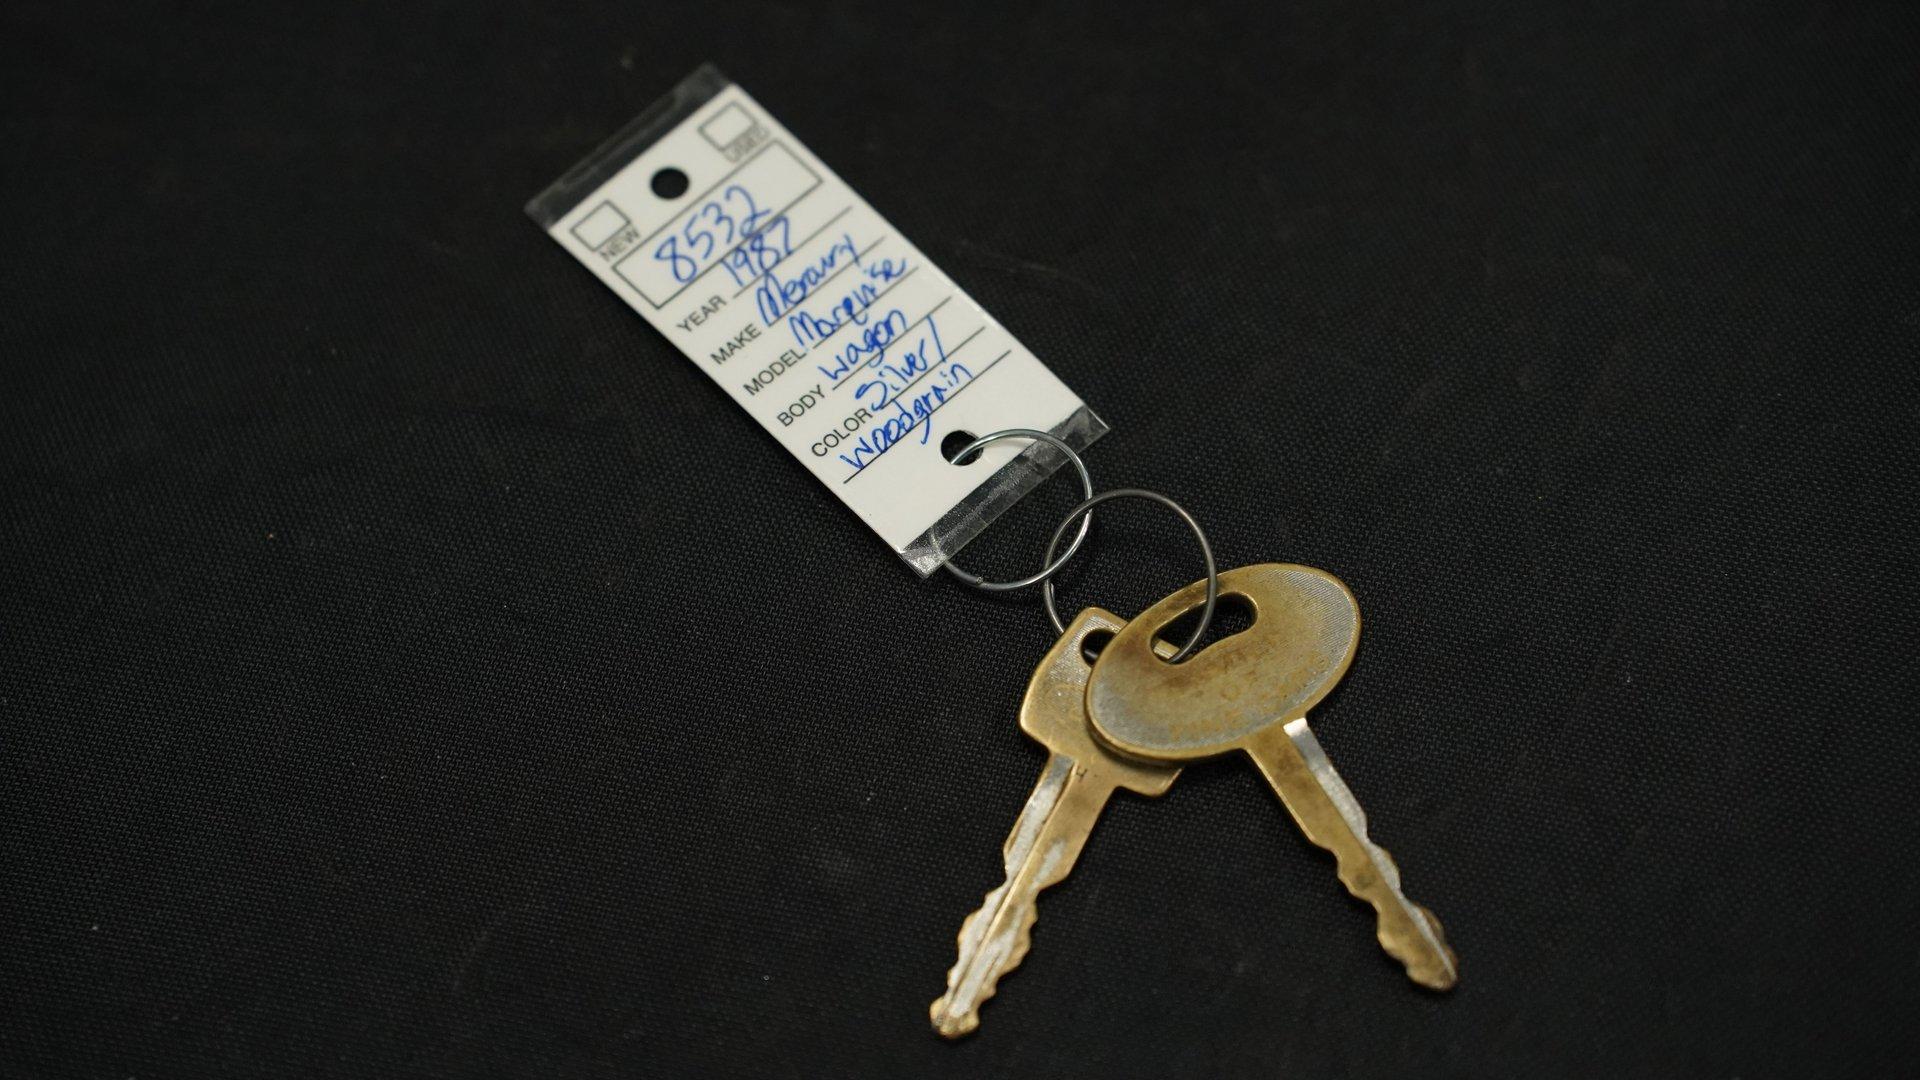 NEW USED
8532
YEAR 1987
MAKE Mercury
MODEL Marquise
BODY wagon
COLOR Silver/
woodgrain